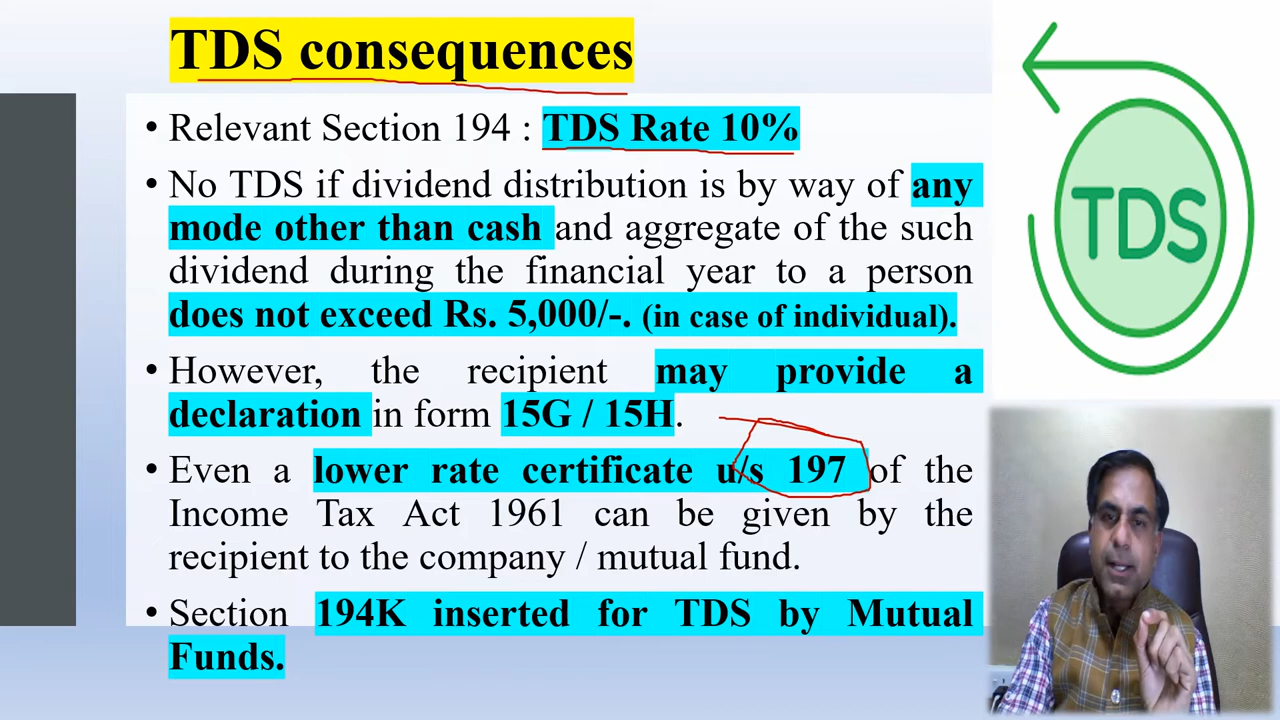 TDS consequences
• Relevant Section 194 : TDS Rate 10%
• No TDS if dividend distribution is by way of any
mode other than cash and aggregate of the such
dividend during the financial year to a person
does not exceed Rs. 5,000/-. (in case of individual).
• However, the recipient may provide a
declaration in form 15G / 15H.
• Even a lower rate certificate u/s 197 of the
Income Tax Act 1961 can be given by the
recipient to the company / mutual fund.
• Section 194K inserted for TDS by Mutual
Funds.
TDS